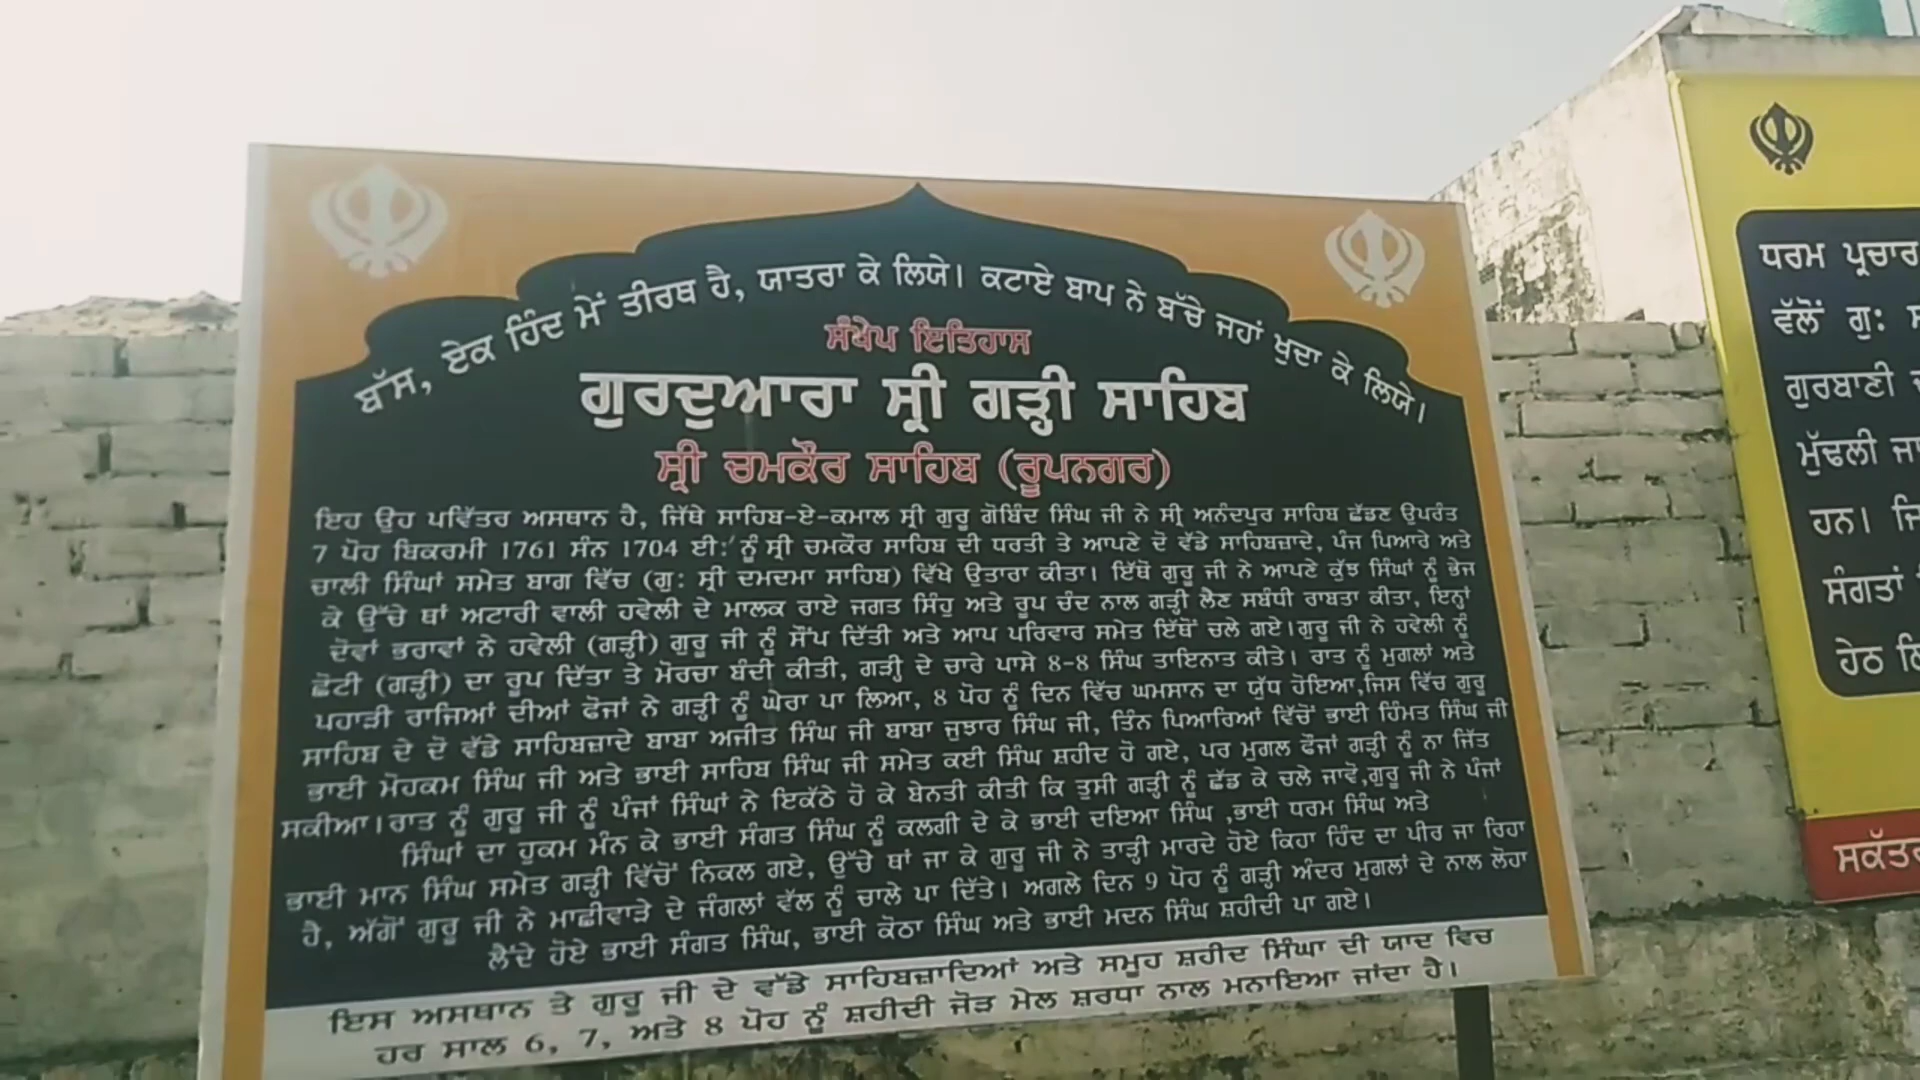 ਬੱਸ, ਏਕ ਹਿੰਦ ਮੇਂ ਤੀਰਥ ਹੈ, ਯਾਤਰਾ ਕੇ ਲਿਯੇ। ਕਟਾਏ ਬਾਪ ਨੇ ਬੱਚੇ ਜਹਾਂ ਖੁਦਾ ਕੇ ਲਿਯੇ।
ਸੰਖੇਪ ਇਤਿਹਾਸ
ਗੁਰਦੁਆਰਾ ਸ੍ਰੀ ਗੜ੍ਹੀ ਸਾਹਿਬ
ਸ੍ਰੀ ਚਮਕੌਰ ਸਾਹਿਬ (ਰੂਪਨਗਰ)
ਇਹ ਉਹ ਪਵਿੱਤਰ ਅਸਥਾਨ ਹੈ, ਜਿੱਥੇ ਸਾਹਿਬ-ਏ-ਕਮਾਲ ਸ੍ਰੀ ਗੁਰੂ ਗੋਬਿੰਦ ਸਿੰਘ ਜੀ ਨੇ ਸ੍ਰੀ ਅਨੰਦਪੁਰ ਸਾਹਿਬ ਛੱਡਣ ਉਪਰੰਤ
7 ਪੋਹ ਬਿਕਰਮੀ 1761 ਸੰਨ 1704 ਈ: ਨੂੰ ਸ੍ਰੀ ਚਮਕੌਰ ਸਾਹਿਬ ਦੀ ਧਰਤੀ ਤੇ ਆਪਣੇ ਦੋ ਵੱਡੇ ਸਾਹਿਬਜ਼ਾਦੇ, ਪੰਜ ਪਿਆਰੇ ਅਤੇ
ਚਾਲੀ ਸਿੰਘਾਂ ਸਮੇਤ ਬਾਗ ਵਿੱਚ (ਗੁ: ਸ੍ਰੀ ਦਮਦਮਾ ਸਾਹਿਬ) ਵਿੱਖੇ ਉਤਾਰਾ ਕੀਤਾ। ਇੱਥੋ ਗੁਰੂ ਜੀ ਨੇ ਆਪਣੇ ਕੁੱਝ ਸਿੰਘਾਂ ਨੂੰ ਭੇਜ
ਕੇ ਉੱਚੇ ਥਾਂ ਅਟਾਰੀ ਵਾਲੀ ਹਵੇਲੀ ਦੇ ਮਾਲਕ ਰਾਏ ਜਗਤ ਸਿੰਹੁ ਅਤੇ ਰੂਪ ਚੰਦ ਨਾਲ ਗੜ੍ਹੀ ਲੈਣ ਸਬੰਧੀ ਰਾਬਤਾ ਕੀਤਾ, ਇਨ੍ਹਾਂ
ਦੋਵਾਂ ਭਰਾਵਾਂ ਨੇ ਹਵੇਲੀ (ਗੜ੍ਹੀ) ਗੁਰੂ ਜੀ ਨੂੰ ਸੌਂਪ ਦਿੱਤੀ ਅਤੇ ਆਪ ਪਰਿਵਾਰ ਸਮੇਤ ਇੱਥੋਂ ਚਲੇ ਗਏ।ਗੁਰੂ ਜੀ ਨੇ ਹਵੇਲੀ ਨੂੰ
ਛੋਟੀ (ਗੜ੍ਹੀ) ਦਾ ਰੂਪ ਦਿੱਤਾ ਤੇ ਮੋਰਚਾ ਬੰਦੀ ਕੀਤੀ, ਗੜ੍ਹੀ ਦੇ ਚਾਰੇ ਪਾਸੇ 8-8 ਸਿੰਘ ਤਾਇਨਾਤ ਕੀਤੇ। ਰਾਤ ਨੂੰ ਮੁਗਲਾਂ ਅਤੇ
ਪਹਾੜੀ ਰਾਜਿਆਂ ਦੀਆਂ ਫੋਜਾਂ ਨੇ ਗੜ੍ਹੀ ਨੂੰ ਘੇਰਾ ਪਾ ਲਿਆ, 8 ਪੋਹ ਨੂੰ ਦਿਨ ਵਿੱਚ ਘਮਸਾਨ ਦਾ ਯੁੱਧ ਹੋਇਆ,ਜਿਸ ਵਿੱਚ ਗੁਰੂ
ਸਾਹਿਬ ਦੇ ਦੋ ਵੱਡੇ ਸਾਹਿਬਜ਼ਾਦੇ ਬਾਬਾ ਅਜੀਤ ਸਿੰਘ ਜੀ ਬਾਬਾ ਜੁਝਾਰ ਸਿੰਘ ਜੀ, ਤਿੰਨ ਪਿਆਰਿਆਂ ਵਿੱਚੋਂ ਭਾਈ ਹਿੰਮਤ ਸਿੰਘ ਜੀ
ਭਾਈ ਮੋਹਕਮ ਸਿੰਘ ਜੀ ਅਤੇ ਭਾਈ ਸਾਹਿਬ ਸਿੰਘ ਜੀ ਸਮੇਤ ਕਈ ਸਿੰਘ ਸ਼ਹੀਦ ਹੋ ਗਏ, ਪਰ ਮੁਗਲ ਫੌਜਾਂ ਗੜ੍ਹੀ ਨੂੰ ਨਾ ਜਿੱਤ
ਸਕੀਆ।ਰਾਤ ਨੂੰ ਗੁਰੂ ਜੀ ਨੂੰ ਪੰਜਾਂ ਸਿੰਘਾਂ ਨੇ ਇਕੱਠੇ ਹੋ ਕੇ ਬੇਨਤੀ ਕੀਤੀ ਕਿ ਤੁਸੀ ਗੜ੍ਹੀ ਨੂੰ ਛੱਡ ਕੇ ਚਲੇ ਜਾਵੋ,ਗੁਰੂ ਜੀ ਨੇ ਪੰਜਾਂ
ਸਿੰਘਾਂ ਦਾ ਹੁਕਮ ਮੰਨ ਕੇ ਭਾਈ ਸੰਗਤ ਸਿੰਘ ਨੂੰ ਕਲਗੀ ਦੇ ਕੇ ਭਾਈ ਦਇਆ ਸਿੰਘ ,ਭਾਈ ਧਰਮ ਸਿੰਘ ਅਤੇ
ਭਾਈ ਮਾਨ ਸਿੰਘ ਸਮੇਤ ਗੜ੍ਹੀ ਵਿੱਚੋਂ ਨਿਕਲ ਗਏ, ਉੱਚੇ ਥਾਂ ਜਾ ਕੇ ਗੁਰੂ ਜੀ ਨੇ ਤਾੜੀ ਮਾਰਦੇ ਹੋਏ ਕਿਹਾ ਹਿੰਦ ਦਾ ਪੀਰ ਜਾ ਰਿਹਾ
ਹੈ, ਅੱਗੋਂ ਗੁਰੂ ਜੀ ਨੇ ਮਾਛੀਵਾੜੇ ਦੇ ਜੰਗਲਾਂ ਵੱਲ ਨੂੰ ਚਾਲੇ ਪਾ ਦਿੱਤੇ। ਅਗਲੇ ਦਿਨ 9 ਪੋਹ ਨੂੰ ਗੜ੍ਹੀ ਅੰਦਰ ਮੁਗਲਾਂ ਦੇ ਨਾਲ ਲੋਹਾ
ਲੈਂਦੇ ਹੋਏ ਭਾਈ ਸੰਗਤ ਸਿੰਘ, ਭਾਈ ਕੋਠਾ ਸਿੰਘ ਅਤੇ ਭਾਈ ਮਦਨ ਸਿੰਘ ਸ਼ਹੀਦੀ ਪਾ ਗਏ।
ਇਸ ਅਸਥਾਨ ਤੇ ਗੁਰੂ ਜੀ ਦੇ ਵੱਡੇ ਸਾਹਿਬਜ਼ਾਦਿਆਂ ਅਤੇ ਸਮੂਹ ਸ਼ਹੀਦ ਸਿੰਘਾ ਦੀ ਯਾਦ ਵਿਚ
ਹਰ ਸਾਲ 6, 7, ਅਤੇ 8 ਪੋਹ ਨੂੰ ਸ਼ਹੀਦੀ ਜੋੜ ਮੇਲ ਸ਼ਰਧਾ ਨਾਲ ਮਨਾਇਆ ਜਾਂਦਾ ਹੈ।
ਧਰਮ ਪ੍ਰਚਾਰ
ਵੱਲੋਂ ਗੁ:
ਗੁਰਬਾਣੀ
ਮੁੱਢਲੀ
ਹਨ।
ਸੰਗਤਾਂ
ਹੇਠ